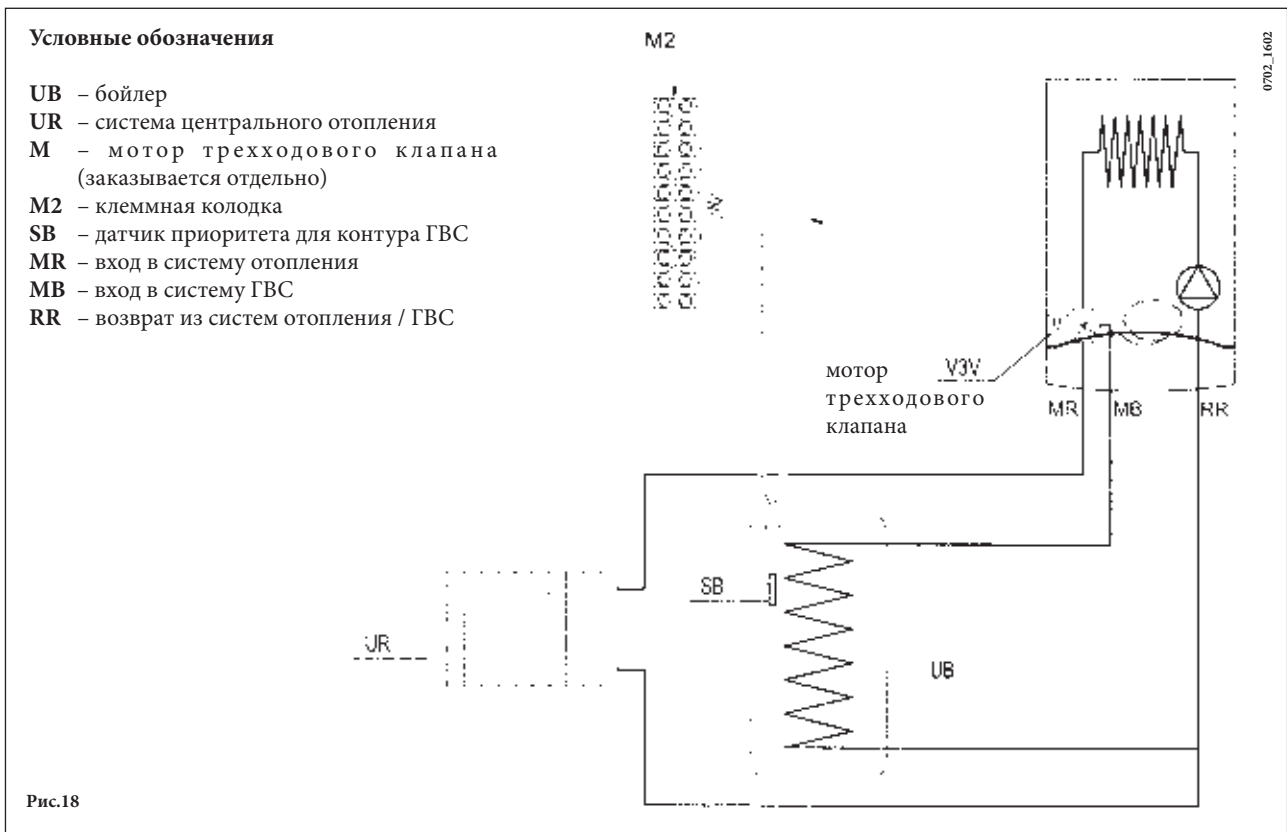 Условные обозначения
UB – бойлер
UR – система центрального отопления
M – мотор трехходового клапана
(заказывается отдельно)
M2 – клеммная колодка
SB – датчик приоритета для контура ГВС
MR – вход в систему отопления
MB – вход в систему ГВС
RR – возврат из систем отопления / ГВС
M2
0702_1602
мотор
трехходового
клапана
V3V
MR MB RR
SB
UR
UB
Рис.18